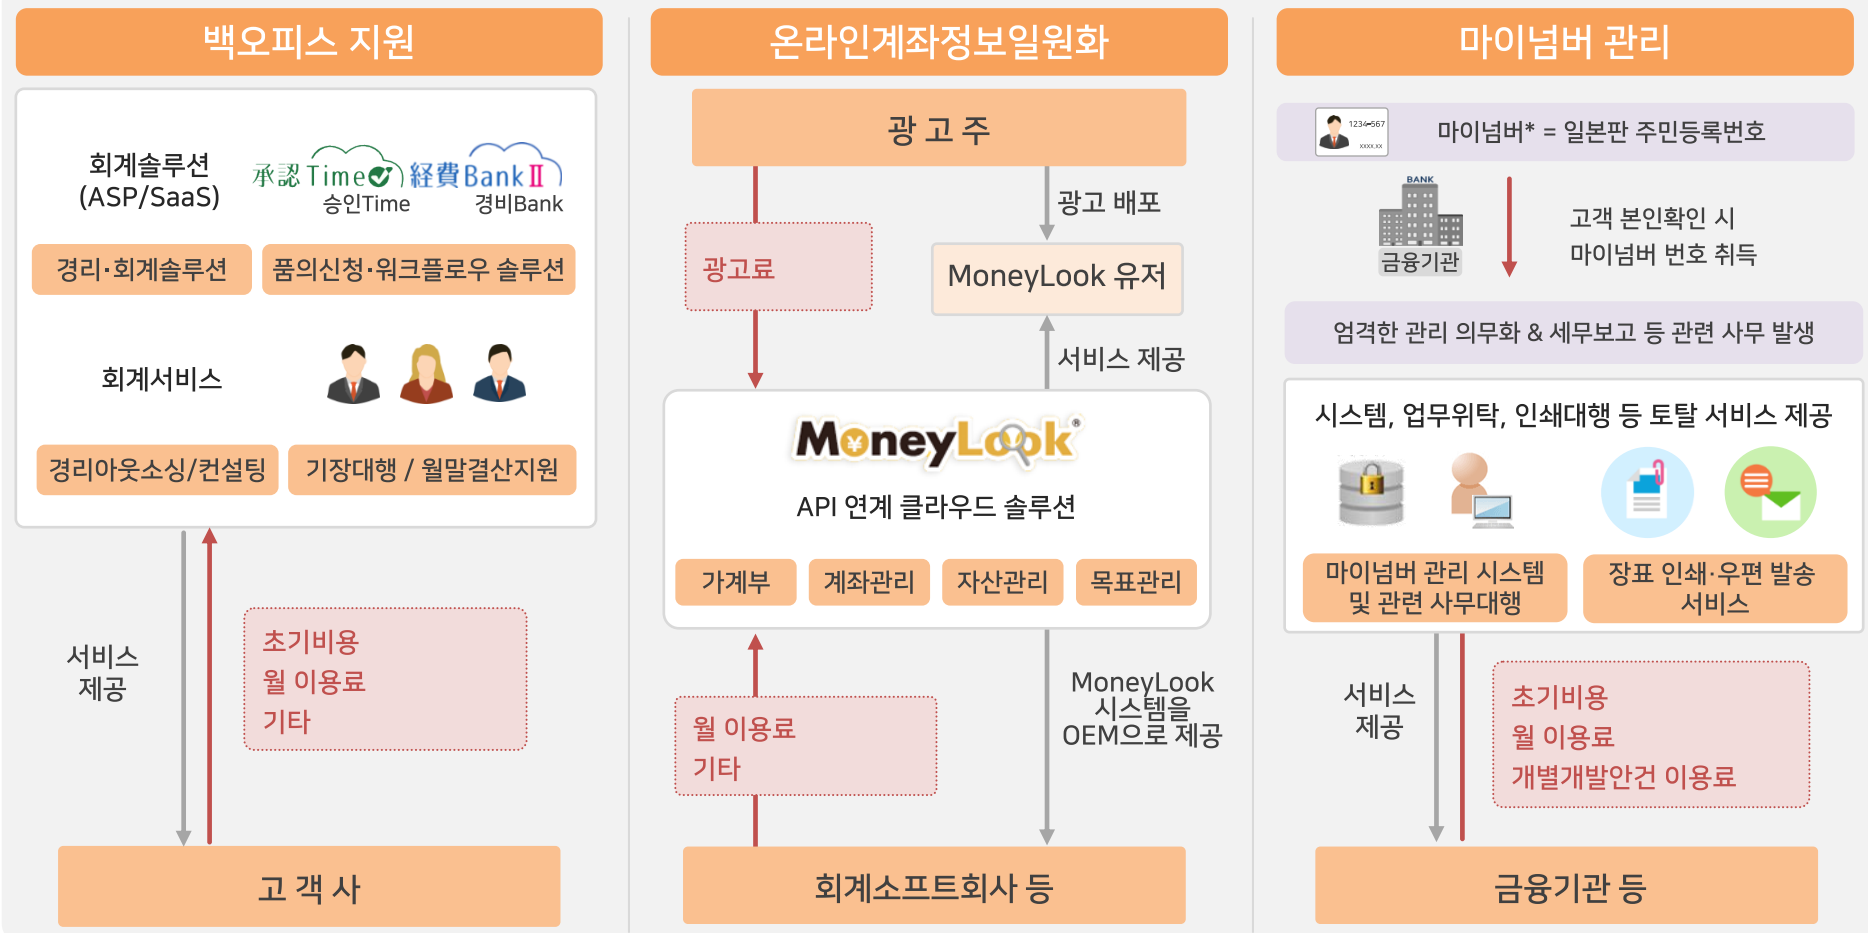 백오피스 지원
회계솔루션
(ASP/SaaS)
承認Time
승인Time
経費BankⅡ
경비Bank
경리·회계솔루션
품의신청·워크플로우 솔루션
회계서비스
경리아웃소싱/컨설팅
기장대행 / 월말결산지원
서비스
제공
초기비용
월 이용료
기타
고 객 사
온라인계좌정보일원화
광 고 주
광고료
광고 배포
MoneyLook 유저
서비스 제공
MoneyLook®
API 연계 클라우드 솔루션
가계부
계좌관리
자산관리
목표관리
월 이용료
기타
MoneyLook
시스템을
OEM으로 제공
회계소프트회사 등
마이넘버 관리
1234-567
xxxx.xx
마이넘버* = 일본판 주민등록번호
BANK
금융기관
고객 본인확인 시
마이넘버 번호 취득
엄격한 관리 의무화 & 세무보고 등 관련 사무 발생
시스템, 업무위탁, 인쇄대행 등 토탈 서비스 제공
마이넘버 관리 시스템
및 관련 사무대행
장표 인쇄·우편 발송
서비스
서비스
제공
초기비용
월 이용료
개별개발안건 이용료
금융기관 등